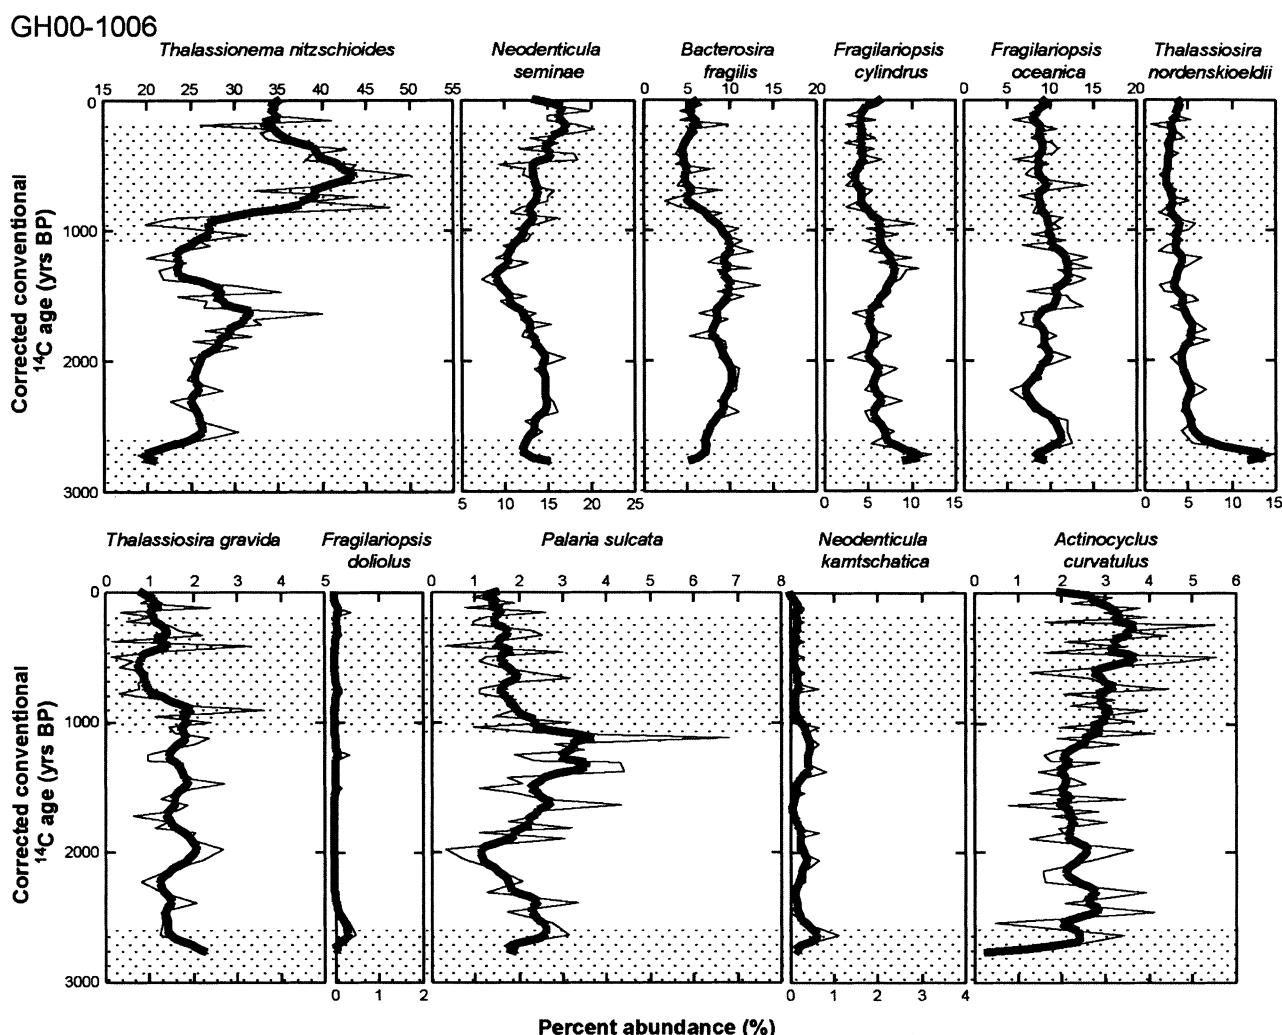 GH00-1006
Thalassionema nitzschioides
Neodenticula
seminae
Bacterosira
fragilis
Fragilariopsis
cylindrus
Fragilariopsis
oceanica
Thalassiosira
nordenskioeldii
15 20 25 30 35 40 45 50 55
0 5 10 15 20
0 5 10 15 20
0
1000
2000
3000
Corrected conventional
14C age (yrs BP)
5 10 15 20 25
0 5 10 15
0 5 10 15
Thalassiosira gravida
Fragilariopsis
doliolus
Palaria sulcata
Neodenticula
kamtschatica
Actinocyclus
curvatulus
0 1 2 3 4 5
0 1 2 3 4 5 6 7 8
0 1 2 3 4 5 6
0
1000
2000
3000
Corrected conventional
14C age (yrs BP)
0 1 2
0 1 2 3 4
Percent abundance (%)